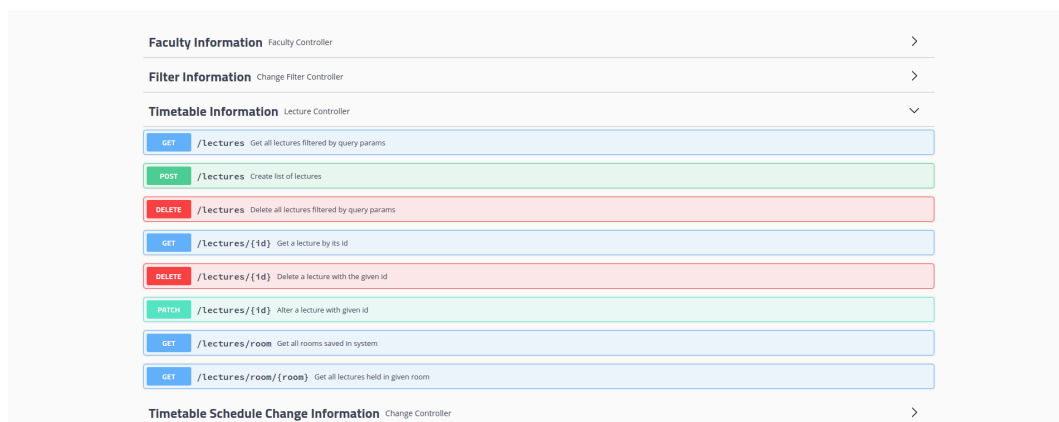 Faculty Information Faculty Controller
Filter Information Change Filter Controller
Timetable Information Lecture Controller
GET /lectures Get all lectures filtered by query params
POST /lectures Create list of lectures
DELETE /lectures Delete all lectures filtered by query params
GET /lectures/{id} Get a lecture by its id
DELETE /lectures/{id} Delete a lecture with the given id
PATCH /lectures/{id} Alter a lecture with given id
GET /lectures/room Get all rooms saved in system
GET /lectures/room/{room} Get all lectures held in given room
Timetable Schedule Change Information Change Controller